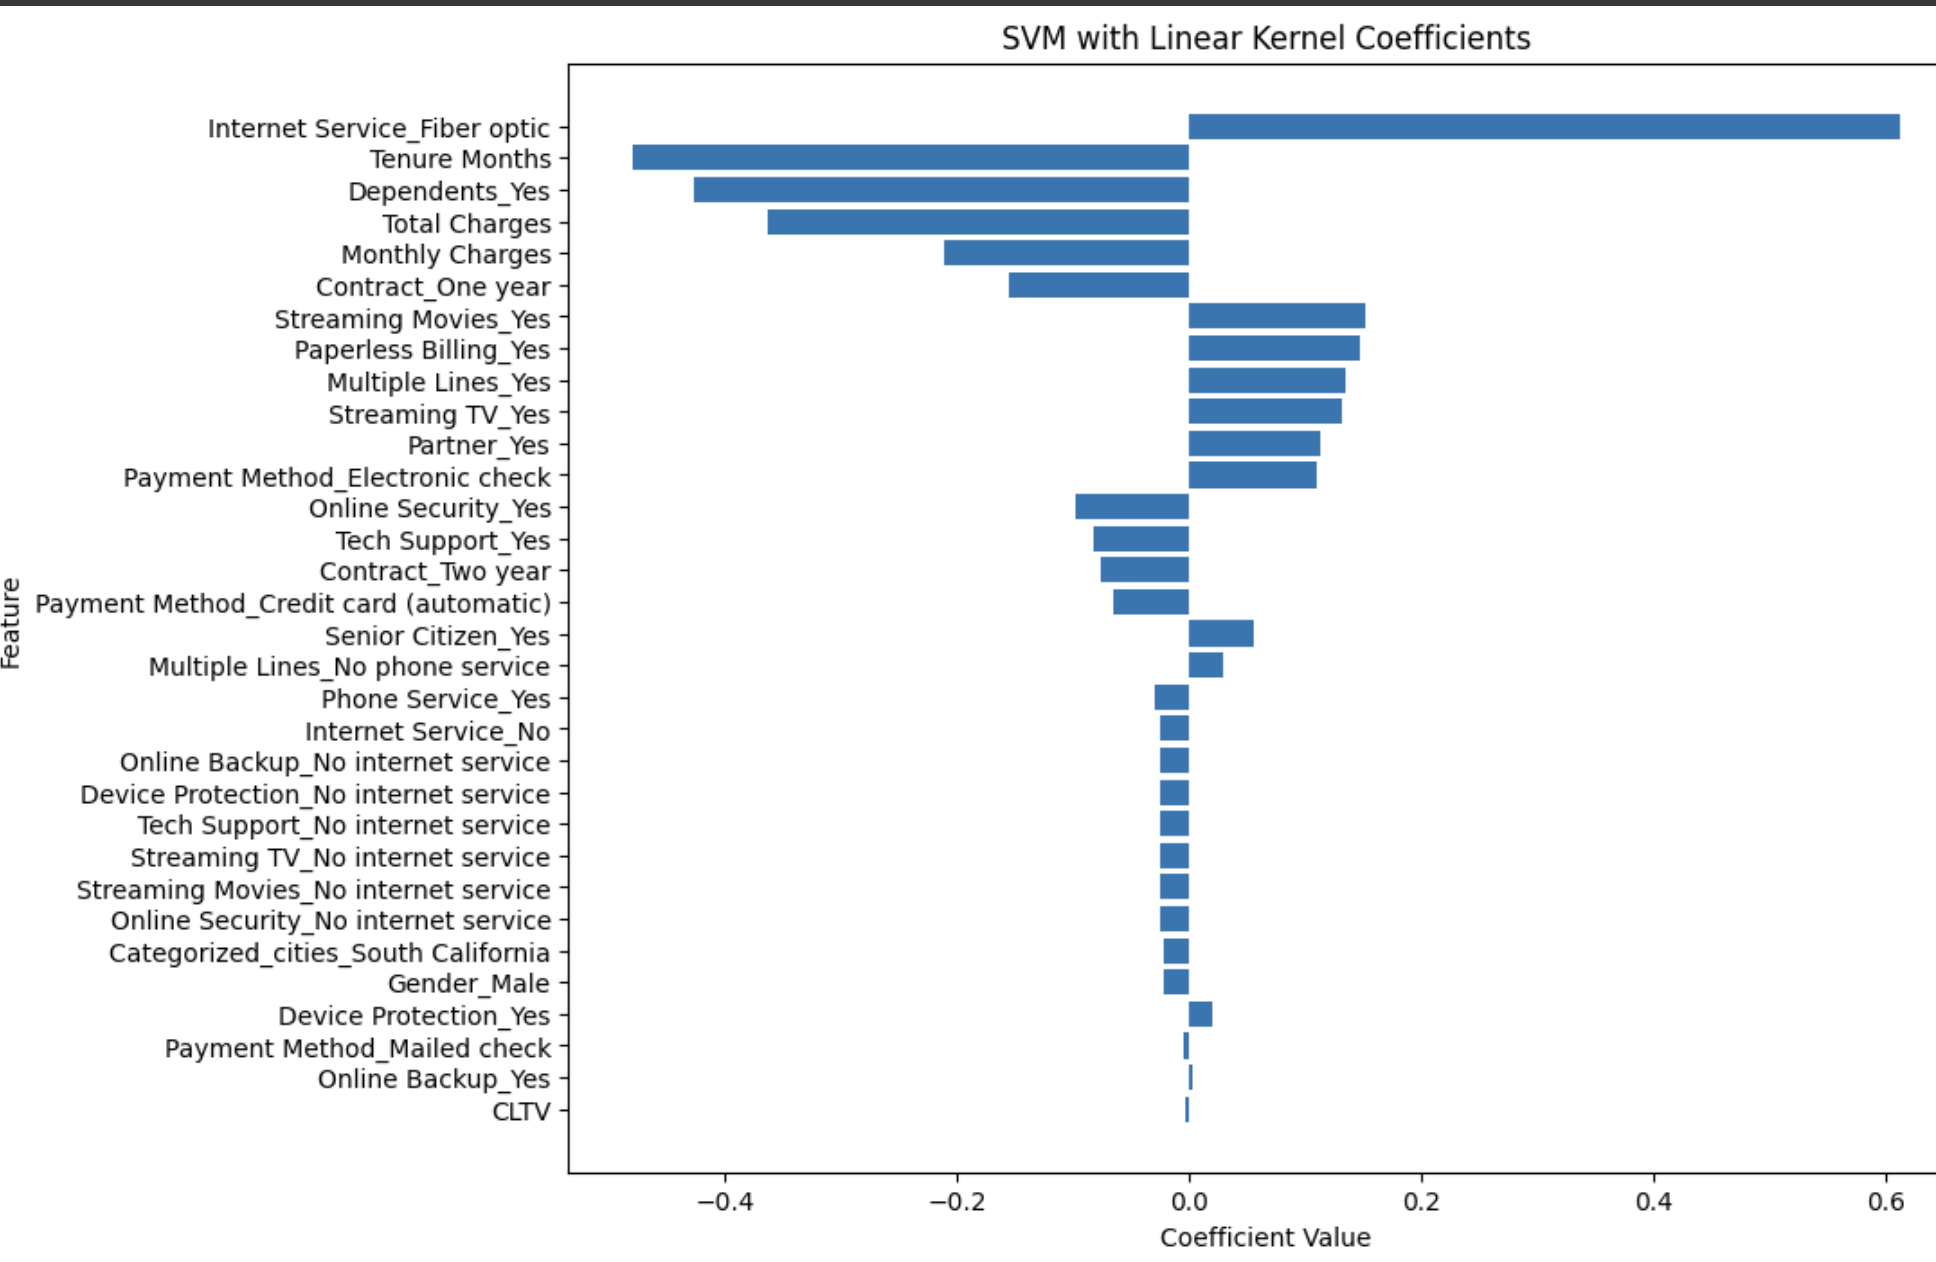 SVM with Linear Kernel Coefficients
Internet Service_Fiber optic
Tenure Months
Dependents_Yes
Total Charges
Monthly Charges
Contract_One year
Streaming Movies_Yes
Paperless Billing_Yes
Multiple Lines_Yes
Streaming TV_Yes
Partner_Yes
Payment Method_Electronic check
Online Security_Yes
Tech Support_Yes
Contract_Two year
Payment Method_Credit card (automatic)
Senior Citizen_Yes
Multiple Lines_No phone service
Phone Service_Yes
Internet Service_No
Online Backup_No internet service
Device Protection_No internet service
Tech Support_No internet service
Streaming TV_No internet service
Streaming Movies_No internet service
Online Security_No internet service
Categorized_cities_South California
Gender_Male
Device Protection_Yes
Payment Method_Mailed check
Online Backup_Yes
CLTV
Feature
−0.4 −0.2 0.0 0.2 0.4 0.6
Coefficient Value